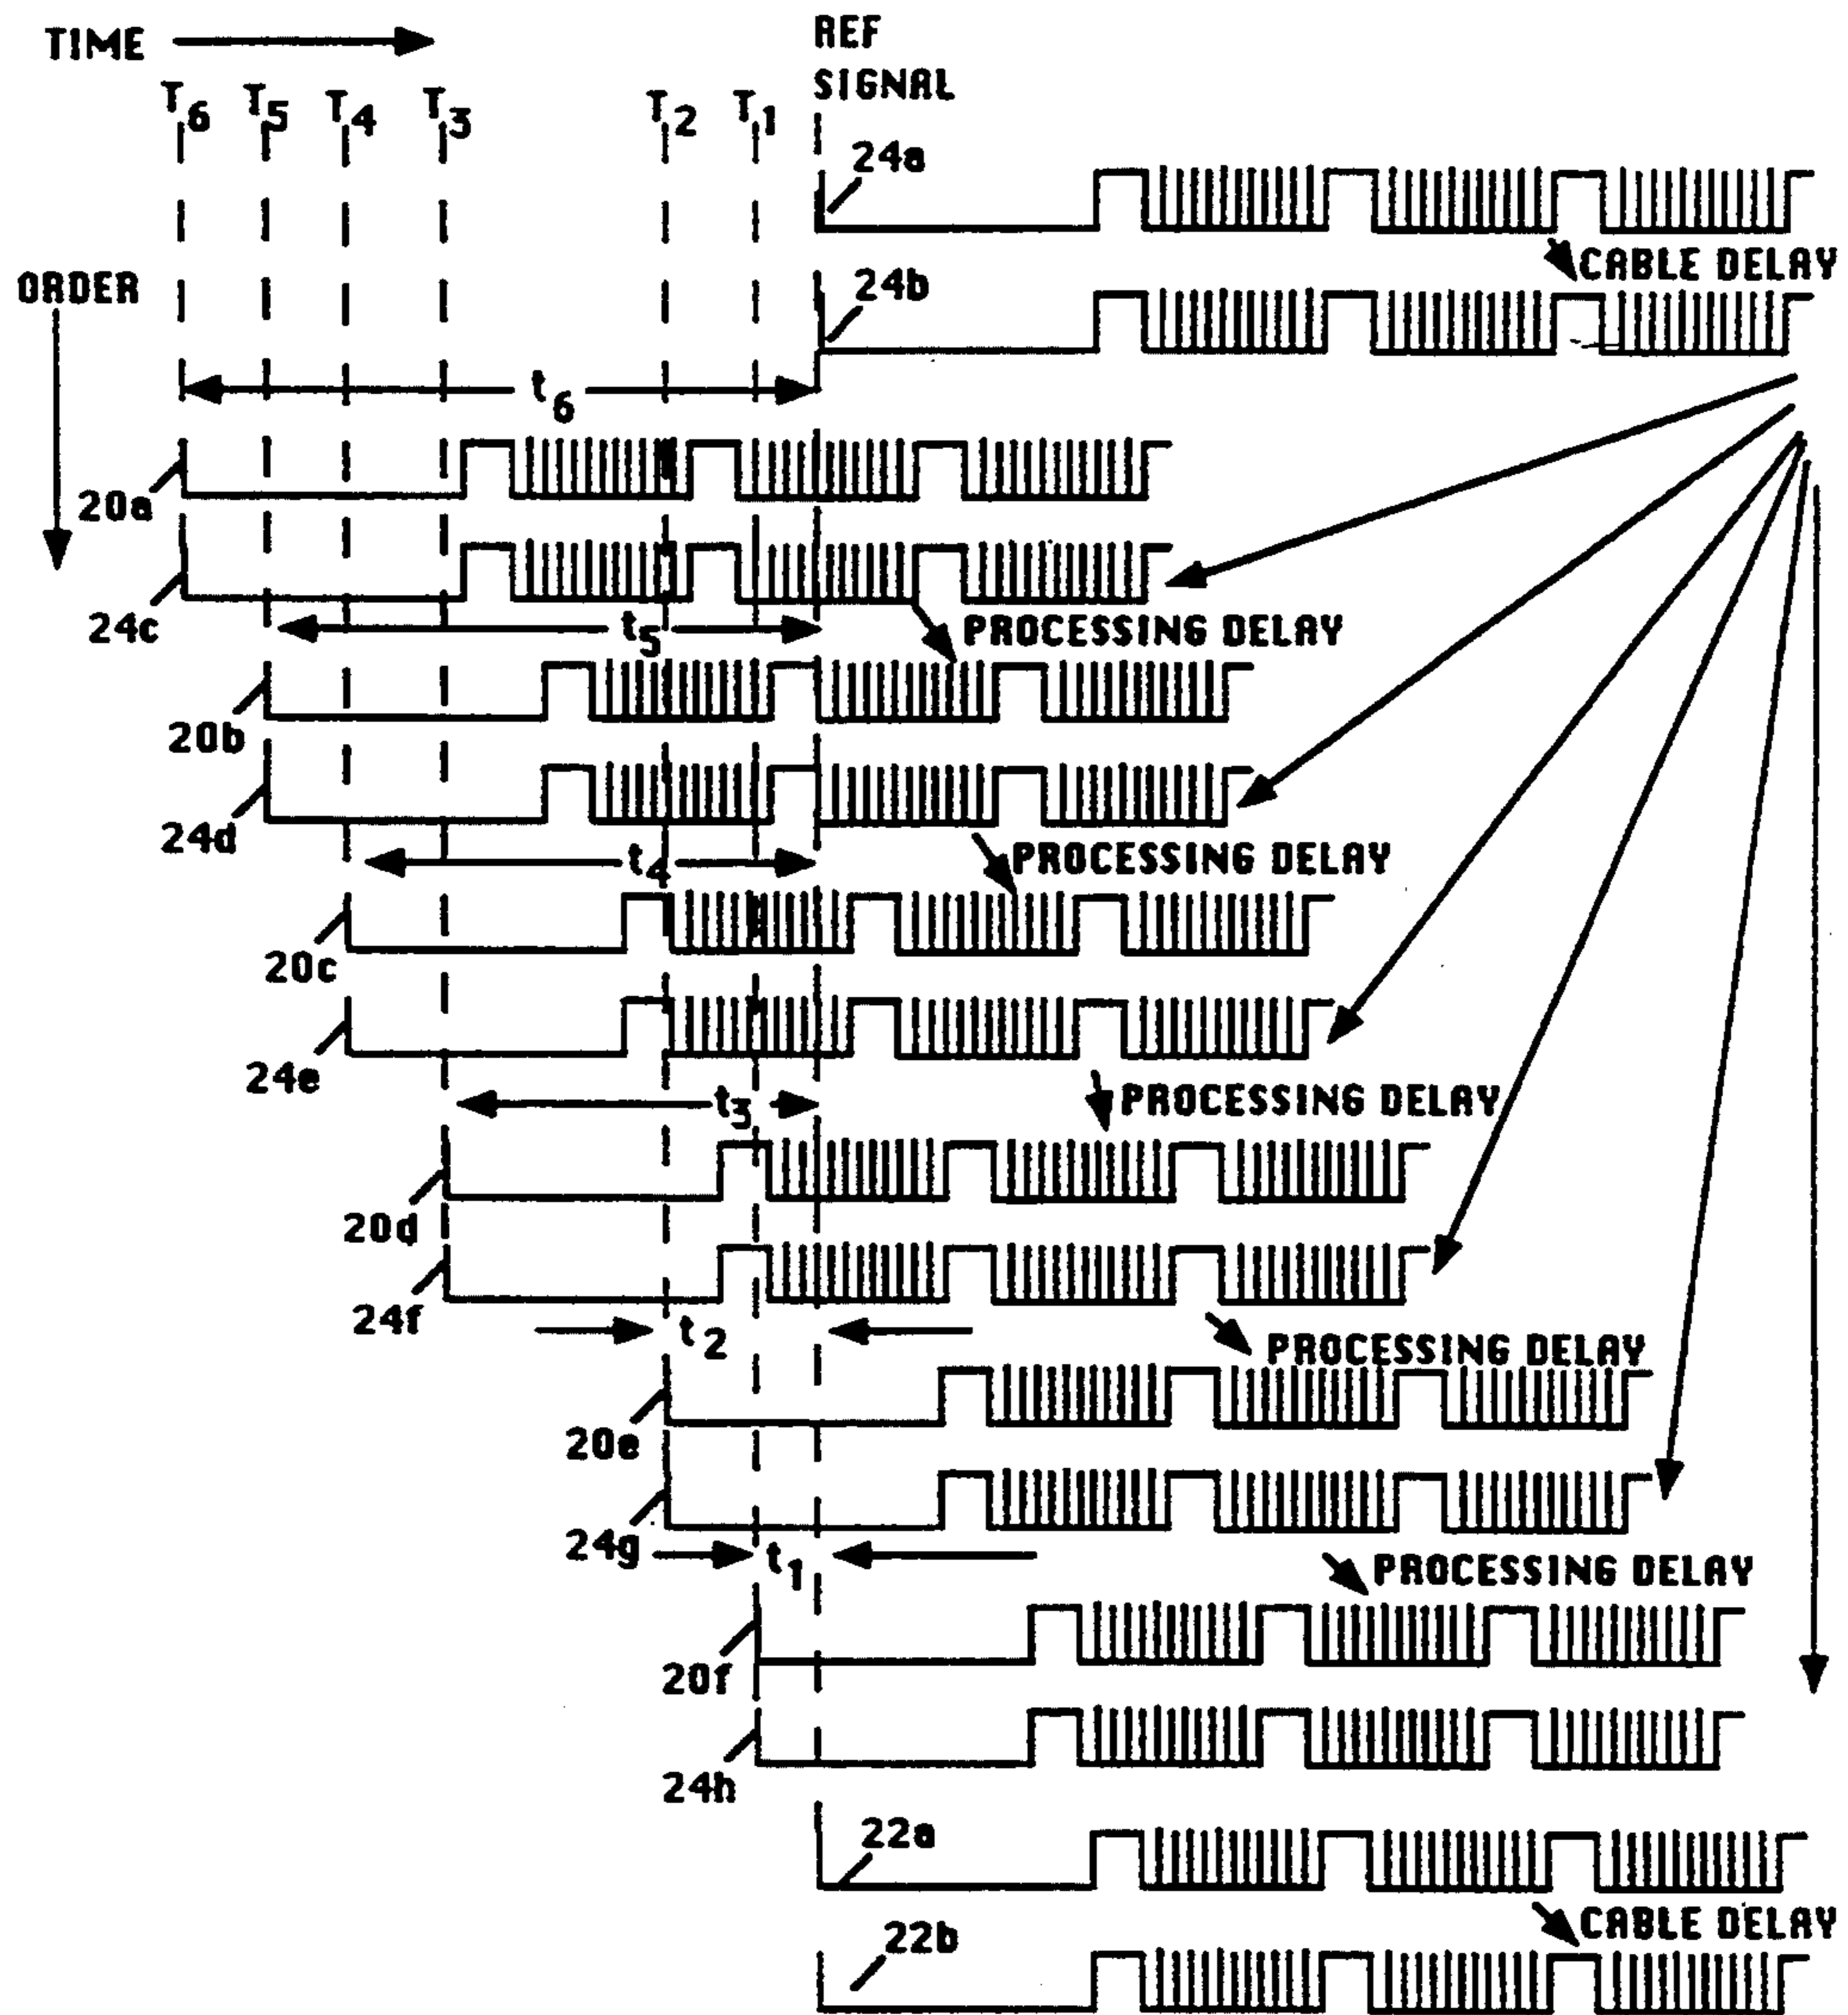 TIME
REF
SIGNAL
T6 T5 T4 T3 T2 T1
24a
CABLE DELAY
ORDER
24b
t6
20a
24c
t5
PROCESSING DELAY
20b
24d
t4
PROCESSING DELAY
20c
24e
t3
PROCESSING DELAY
20d
24f
t2
PROCESSING DELAY
20e
24g
t1
PROCESSING DELAY
20f
24h
22a
CABLE DELAY
22b